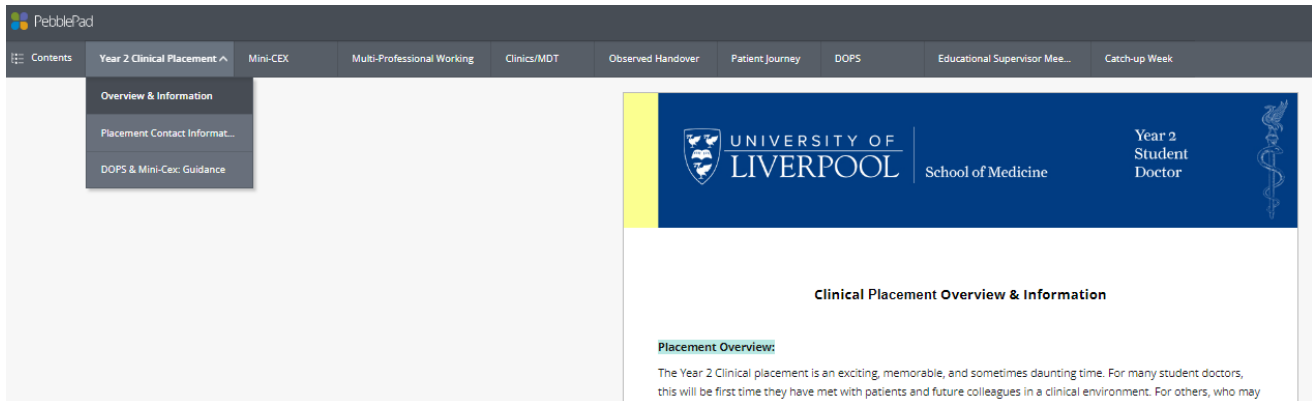 PebblePad
Contents Year 2 Clinical Placement Mini-CEX Multi-Professional Working Clinics/MDT Observed Handover Patient Journey DOPS Educational Supervisor Mee... Catch-up Week
Overview & Information
Placement Contact Informat...
DOPS & Mini-Cex: Guidance
UNIVERSITY OF
LIVERPOOL
School of Medicine
Year 2
Student
Doctor
Clinical Placement Overview & Information
Placement Overview:
The Year 2 Clinical placement is an exciting, memorable, and sometimes daunting time. For many student doctors,
this will be first time they have met with patients and future colleagues in a clinical environment. For others, who may